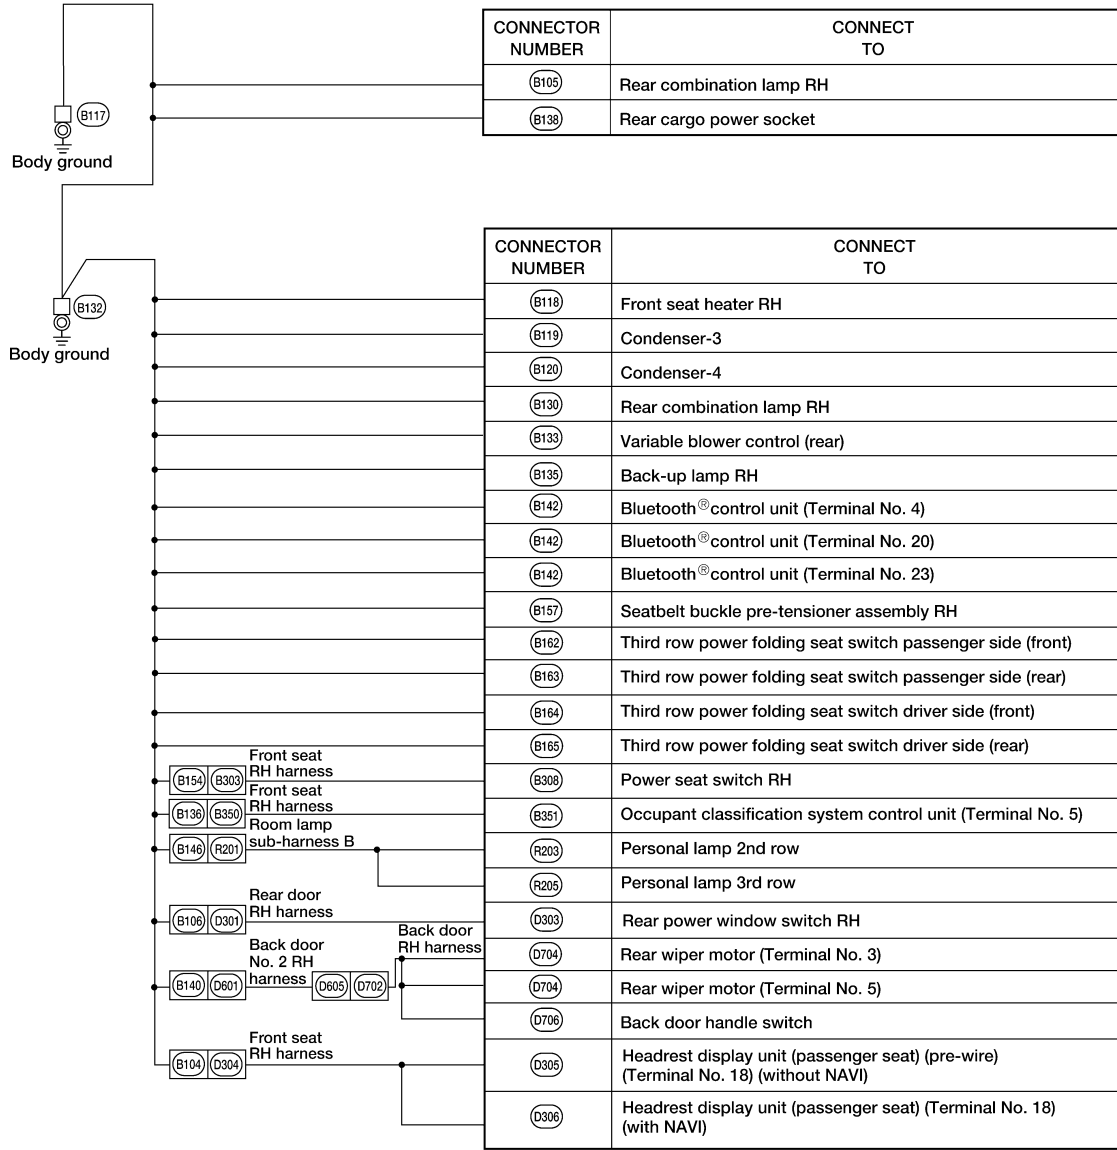 CONNECTOR NUMBER CONNECT TO
B105 Rear combination lamp RH
B138 Rear cargo power socket
B117
Body ground
CONNECTOR NUMBER CONNECT TO
B132
Body ground
B118 Front seat heater RH
B119 Condenser-3
B120 Condenser-4
B130 Rear combination lamp RH
B133 Variable blower control (rear)
B135 Back-up lamp RH
B142 Bluetooth® control unit (Terminal No. 4)
B142 Bluetooth® control unit (Terminal No. 20)
B142 Bluetooth® control unit (Terminal No. 23)
B157 Seatbelt buckle pre-tensioner assembly RH
B162 Third row power folding seat switch passenger side (front)
B163 Third row power folding seat switch passenger side (rear)
B164 Third row power folding seat switch driver side (front)
B165 Third row power folding seat switch driver side (rear)
Front seat
RH harness
B154 B303 B308 Power seat switch RH
Front seat
RH harness
B136 B350 B351 Occupant classification system control unit (Terminal No. 5)
Room lamp
sub-harness B
B146 R201 R203 Personal lamp 2nd row
R205 Personal lamp 3rd row
Rear door
RH harness
B106 D301 D303 Rear power window switch RH
Back door
RH harness
D704 Rear wiper motor (Terminal No. 3)
Back door
No. 2 RH
harness
B140 D601 D605 D702 D704 Rear wiper motor (Terminal No. 5)
D706 Back door handle switch
Front seat
RH harness
B104 D304 D305 Headrest display unit (passenger seat) (pre-wire)
(Terminal No. 18) (without NAVI)
D306 Headrest display unit (passenger seat) (Terminal No. 18)
(with NAVI)